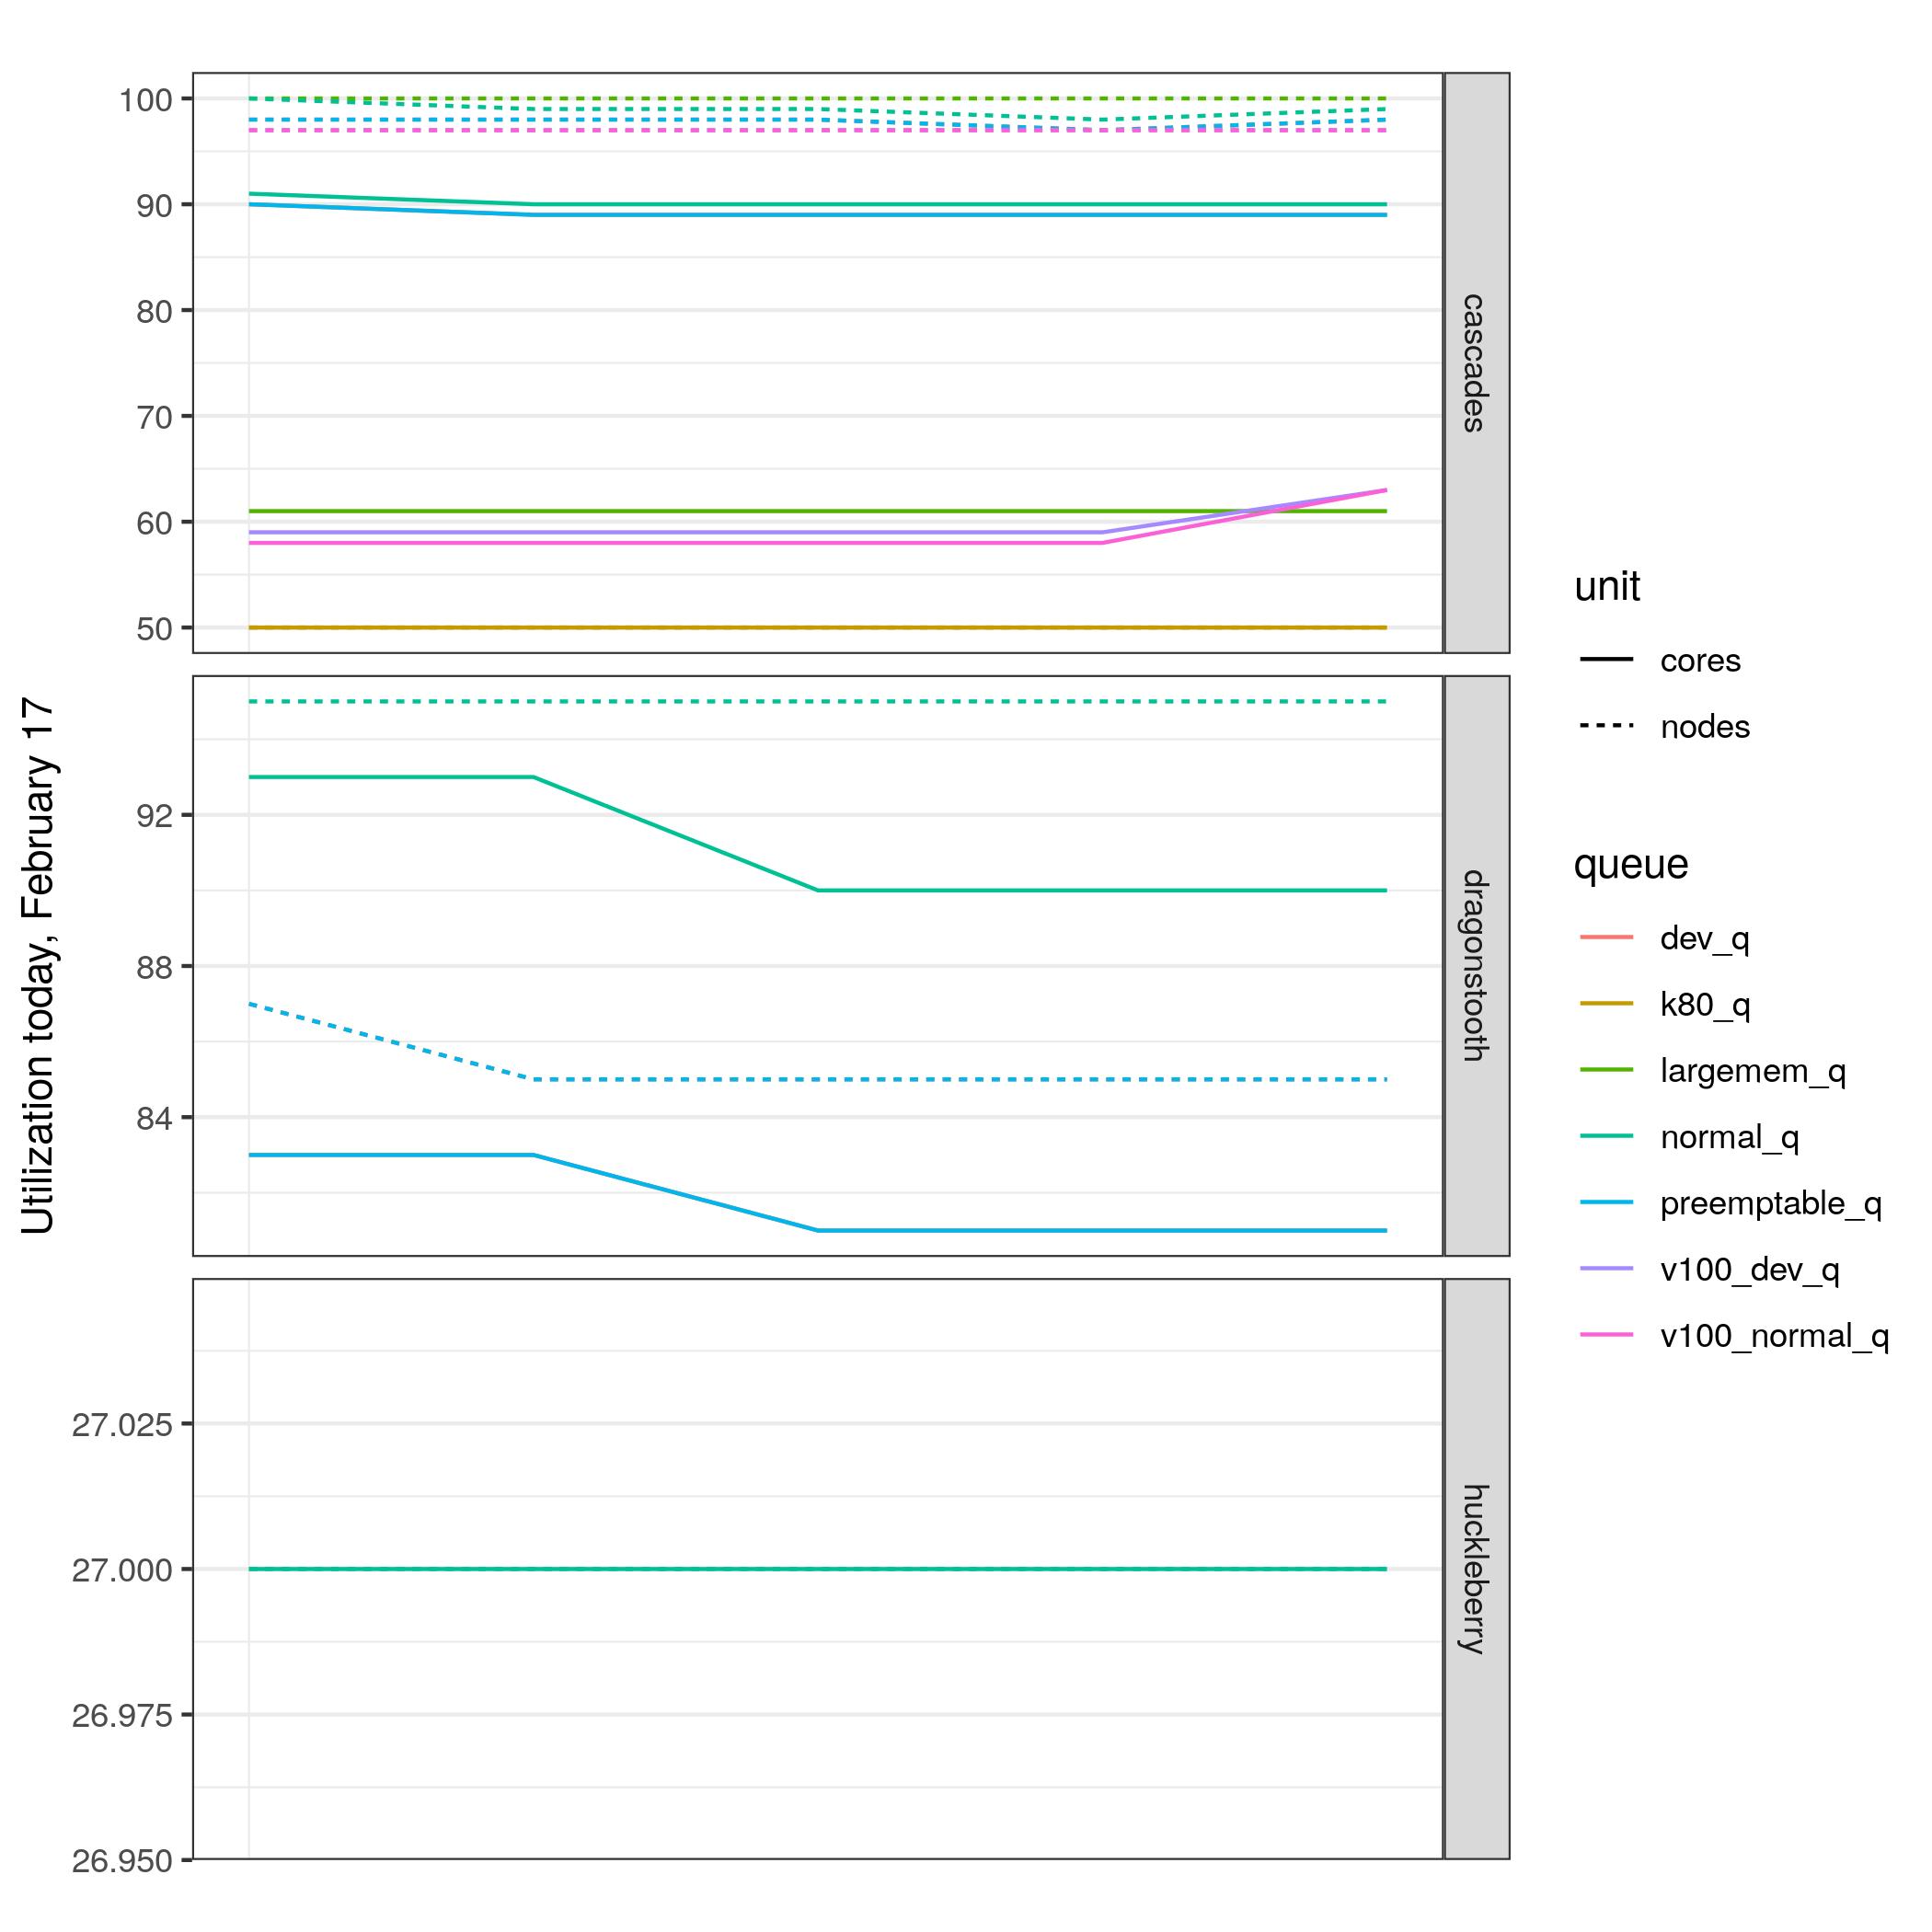 Utilization today, February 17
100
90
80
70
60
50
cascades
92
88
84
dragonstooth
27.025
27.000
26.975
26.950
huckleberry
unit
cores
nodes
queue
dev_q
k80_q
largemem_q
normal_q
preemptable_q
v100_dev_q
v100_normal_q